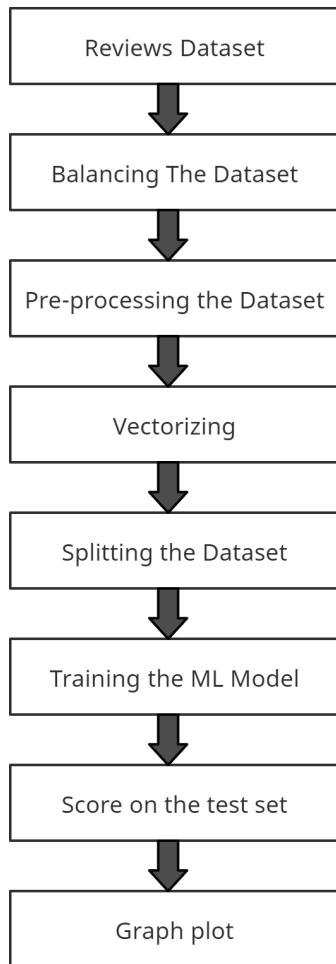 Reviews Dataset
Balancing The Dataset
Pre-processing the Dataset
Vectorizing
Splitting the Dataset
Training the ML Model
Score on the test set
Graph plot